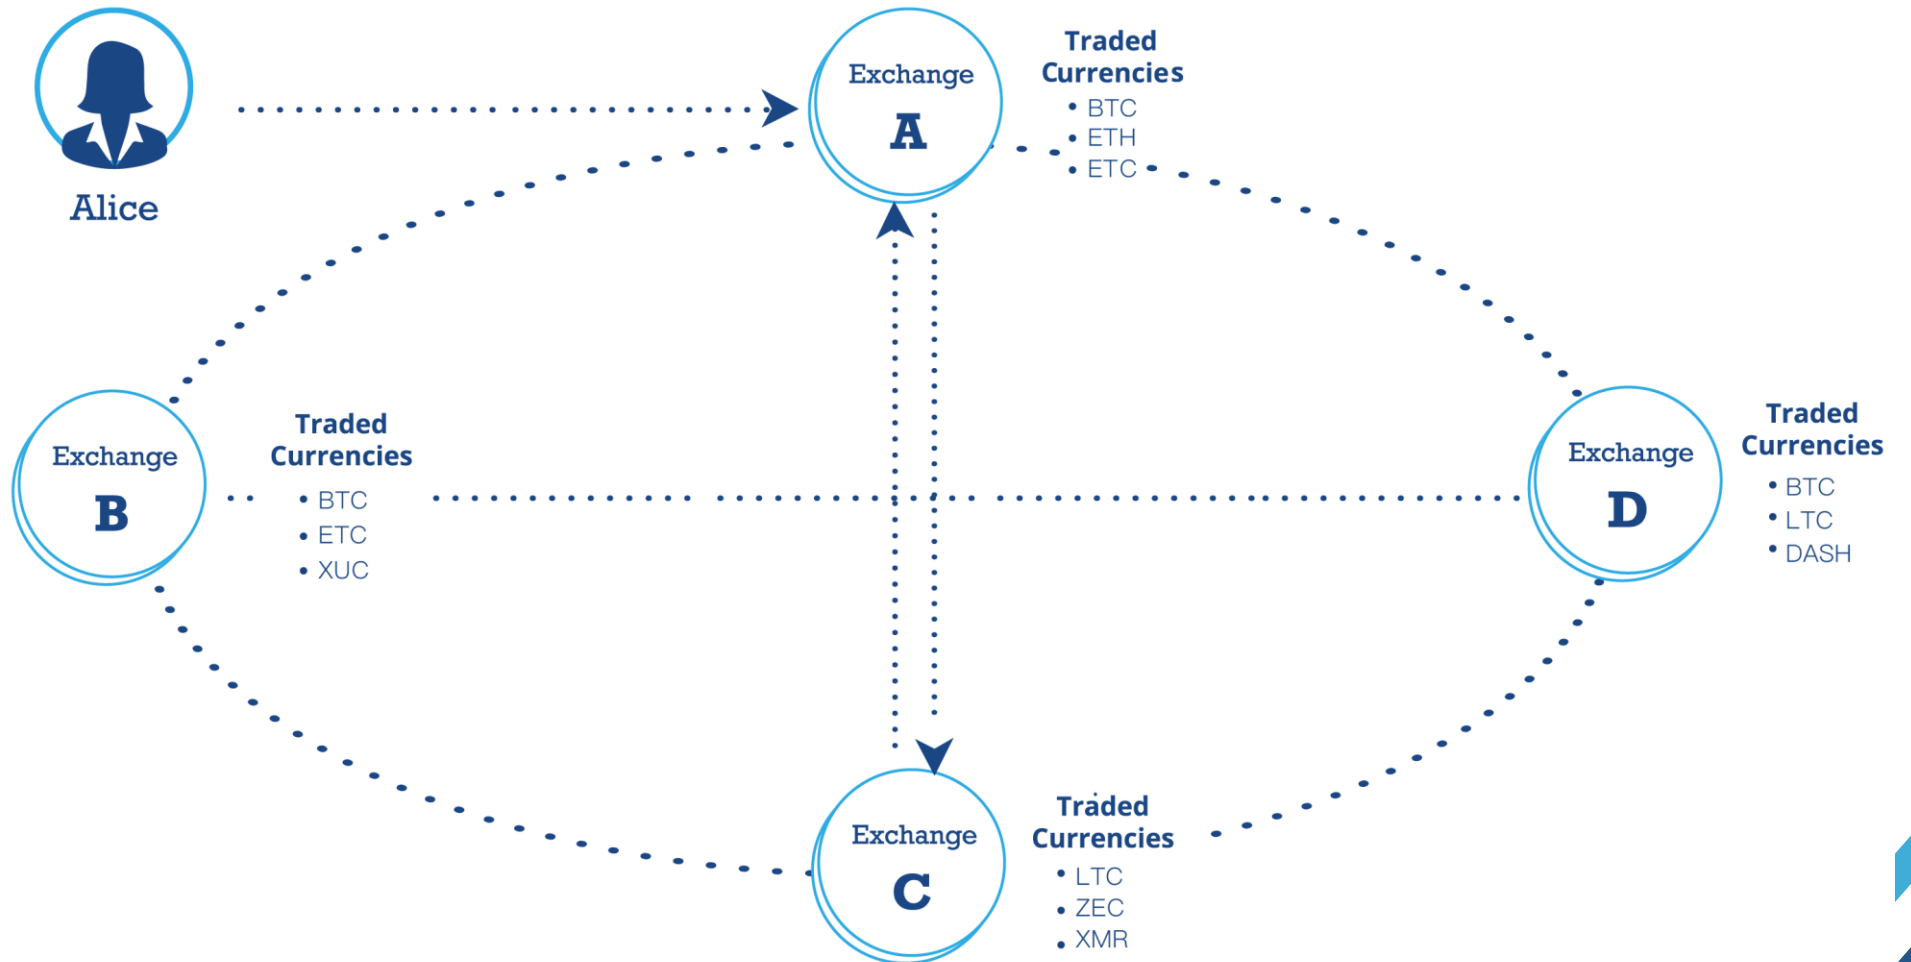 Alice
Exchange
A
Traded
Currencies
• BTC
• ETH
• ETC
Exchange
B
Traded
Currencies
• BTC
• ETC
• XUC
Exchange
D
Traded
Currencies
• BTC
• LTC
• DASH
Exchange
C
Traded
Currencies
• LTC
• ZEC
• XMR